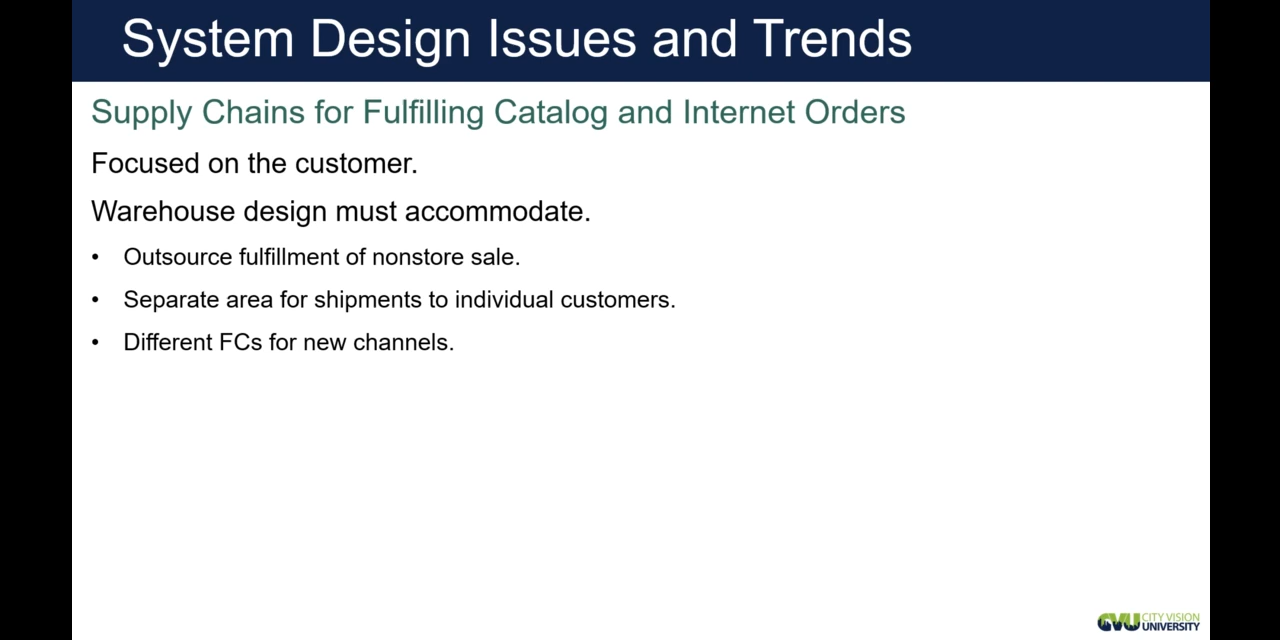 System Design Issues and Trends
Supply Chains for Fulfilling Catalog and Internet Orders
Focused on the customer.
Warehouse design must accommodate.
• Outsource fulfillment of nonstore sale.
• Separate area for shipments to individual customers.
• Different FCs for new channels.
CVU CITY VISION
UNIVERSITY